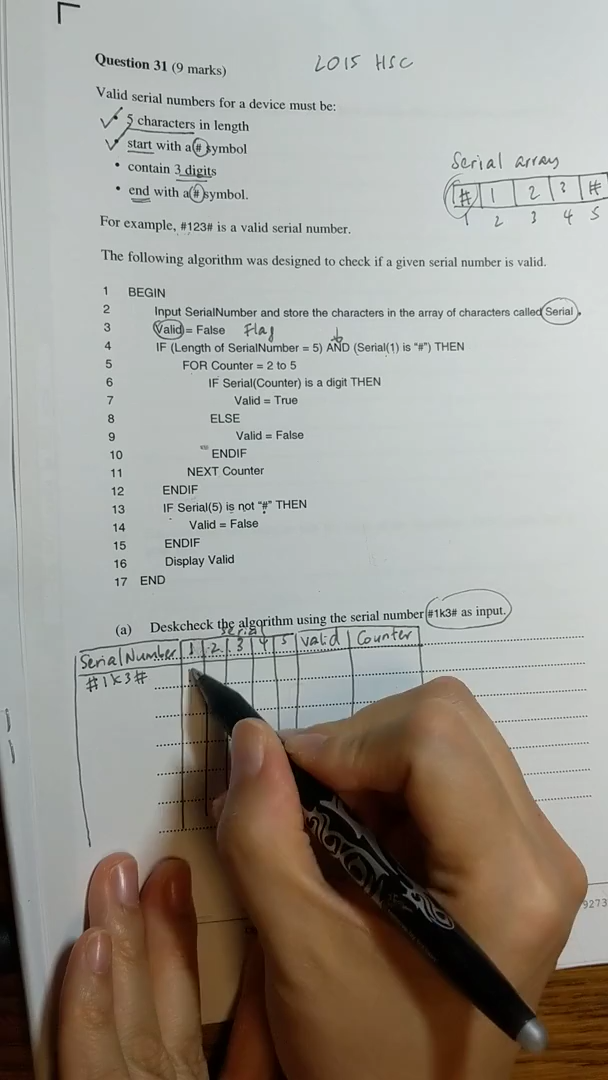 Question 31 (9 marks)
2015 HSC
Valid serial numbers for a device must be:
• 5 characters in length
• start with a # symbol
• contain 3 digits
• end with a # symbol.
Serial array
# 1 2 3 #
1 2 3 4 5
For example, #123# is a valid serial number.
The following algorithm was designed to check if a given serial number is valid.
1 BEGIN
2 Input SerialNumber and store the characters in the array of characters called Serial.
3 Valid = False Flag
4 IF (Length of SerialNumber = 5) AND (Serial(1) is "#") THEN
5 FOR Counter = 2 to 5
6 IF Serial(Counter) is a digit THEN
7 Valid = True
8 ELSE
9 Valid = False
10 ENDIF
11 NEXT Counter
12 ENDIF
13 IF Serial(5) is not "#" THEN
14 Valid = False
15 ENDIF
16 Display Valid
17 END
(a) Deskcheck the algorithm using the serial number #1k3# as input.
Serial
SerialNumber 1 2 3 4 5 Valid Counter
#1k3#
9273